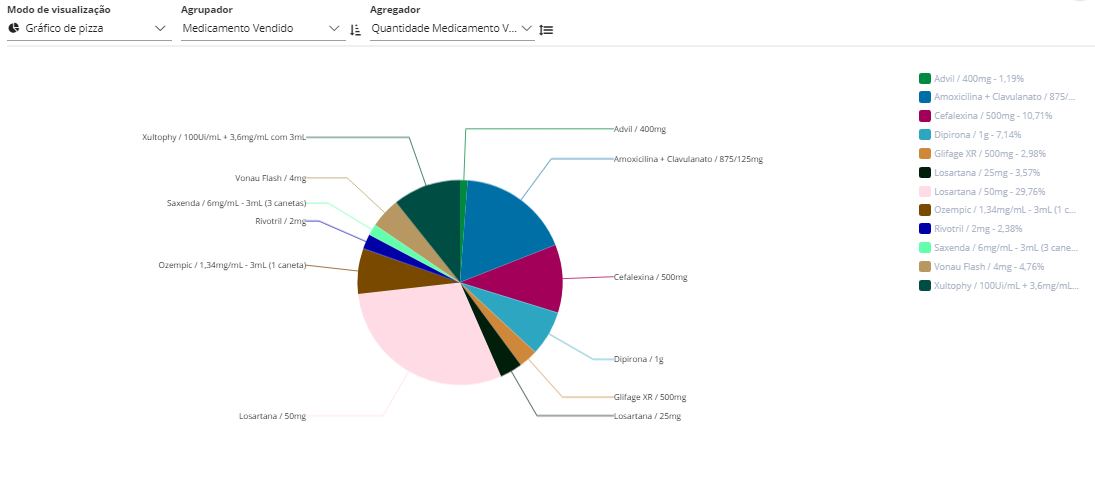 Modo de visualização
Agrupador
Agregador
Gráfico de pizza
Medicamento Vendido
Quantidade Medicamento V...
Advil / 400mg
Amoxicilina + Clavulanato / 875/125mg
Cefalexina / 500mg
Dipirona / 1g
Glifage XR / 500mg
Losartana / 25mg
Losartana / 50mg
Ozempic / 1,34mg/mL - 3mL (1 caneta)
Rivotril / 2mg
Saxenda / 6mg/mL - 3mL (3 canetas)
Vonau Flash / 4mg
Xultophy / 100Ui/mL + 3,6mg/mL com 3mL
Advil / 400mg - 1,19%
Amoxicilina + Clavulanato / 875/...
Cefalexina / 500mg - 10,71%
Dipirona / 1g - 7,14%
Glifage XR / 500mg - 2,98%
Losartana / 25mg - 3,57%
Losartana / 50mg - 29,76%
Ozempic / 1,34mg/mL - 3mL (1 c...
Rivotril / 2mg - 2,38%
Saxenda / 6mg/mL - 3mL (3 cane...
Vonau Flash / 4mg - 4,76%
Xultophy / 100Ui/mL + 3,6mg/mL...